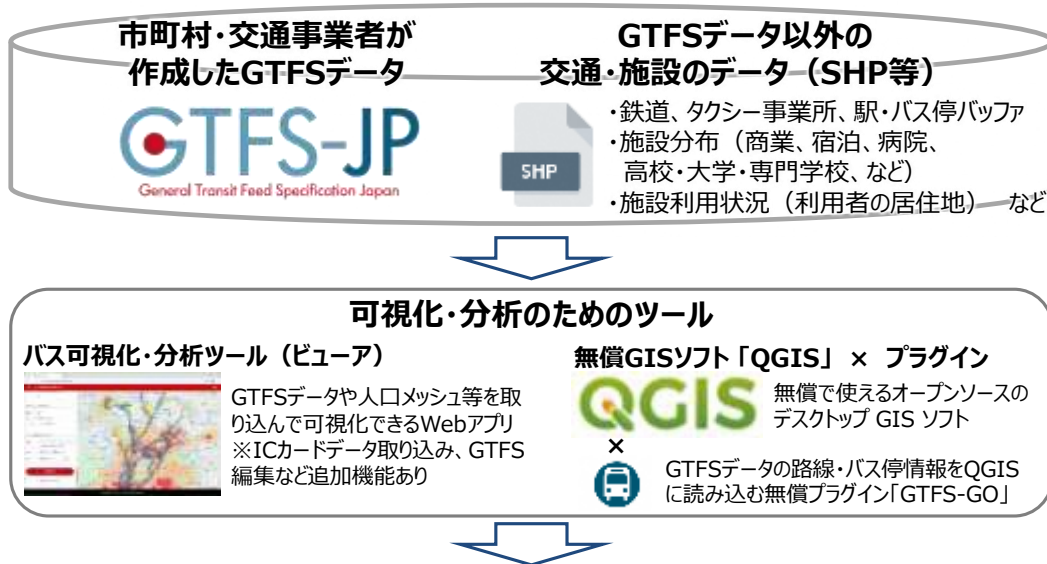 市町村・交通事業者が
作成したGTFSデータ
GTFS-JP
General Transit Feed Specification Japan
GTFSデータ以外の
交通・施設のデータ（SHP等）
SHP
・鉄道、タクシー事業所、駅・バス停バッファ
・施設分布（商業、宿泊、病院、
高校・大学・専門学校、など）
・施設利用状況（利用者の居住地）　など
可視化・分析のためのツール
バス可視化・分析ツール（ビューア）
GTFSデータや人口メッシュ等を取
り込んで可視化できるWebアプリ
※ICカードデータ取り込み、GTFS
編集など追加機能あり
無償GISソフト「QGIS」 × プラグイン
QGIS
無償で使えるオープンソースの
デスクトップ GIS ソフト
×
GTFSデータの路線・バス停情報をQGIS
に読み込む無償プラグイン「GTFS-GO」